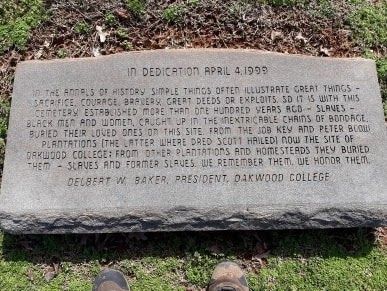 IN DEDICATION APRIL 4, 1999
IN THE ANNALS OF HISTORY SIMPLE THINGS OFTEN ILLUSTRATE GREAT THINGS -
SACRIFICE, COURAGE, BRAVERY, GREAT DEEDS OR EXPLOITS. SO IT IS WITH THIS
CEMETERY. ESTABLISHED MORE THAN ONE HUNDRED YEARS AGO - SLAVES -
BLACK MEN AND WOMEN, CAUGHT UP IN THE INEXTRICABLE CHAINS OF BONDAGE,
BURIED THEIR LOVED ONES ON THIS SITE. FROM THE JOB KEY AND PETER BLOW
PLANTATIONS (THE LATTER WHERE DRED SCOTT HAILED) NOW THE SITE OF
OAKWOOD COLLEGE; FROM OTHER PLANTATIONS AND HOMESTEADS THEY BURIED
THEM - SLAVES AND FORMER SLAVES. WE REMEMBER THEM. WE HONOR THEM.
DELBERT W. BAKER, PRESIDENT, OAKWOOD COLLEGE